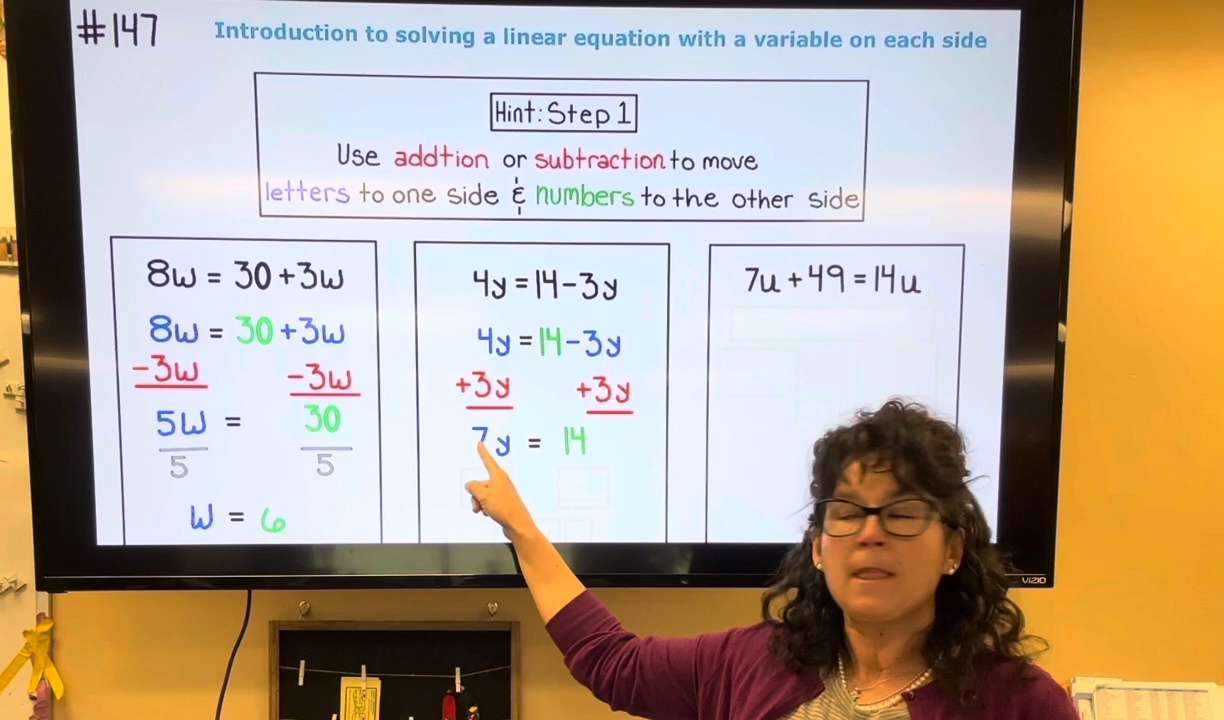 #147
Introduction to solving a linear equation with a variable on each side
Hint: Step 1
Use addtion or subtraction to move
letters to one side & numbers to the other side
8w = 30 + 3w
8w = 30 + 3w
-3w -3w
5w = 30
5 5
w = 6
4y = 14 - 3y
4y = 14 - 3y
+3y +3y
7y = 14
7u + 49 = 14u
VIZIO